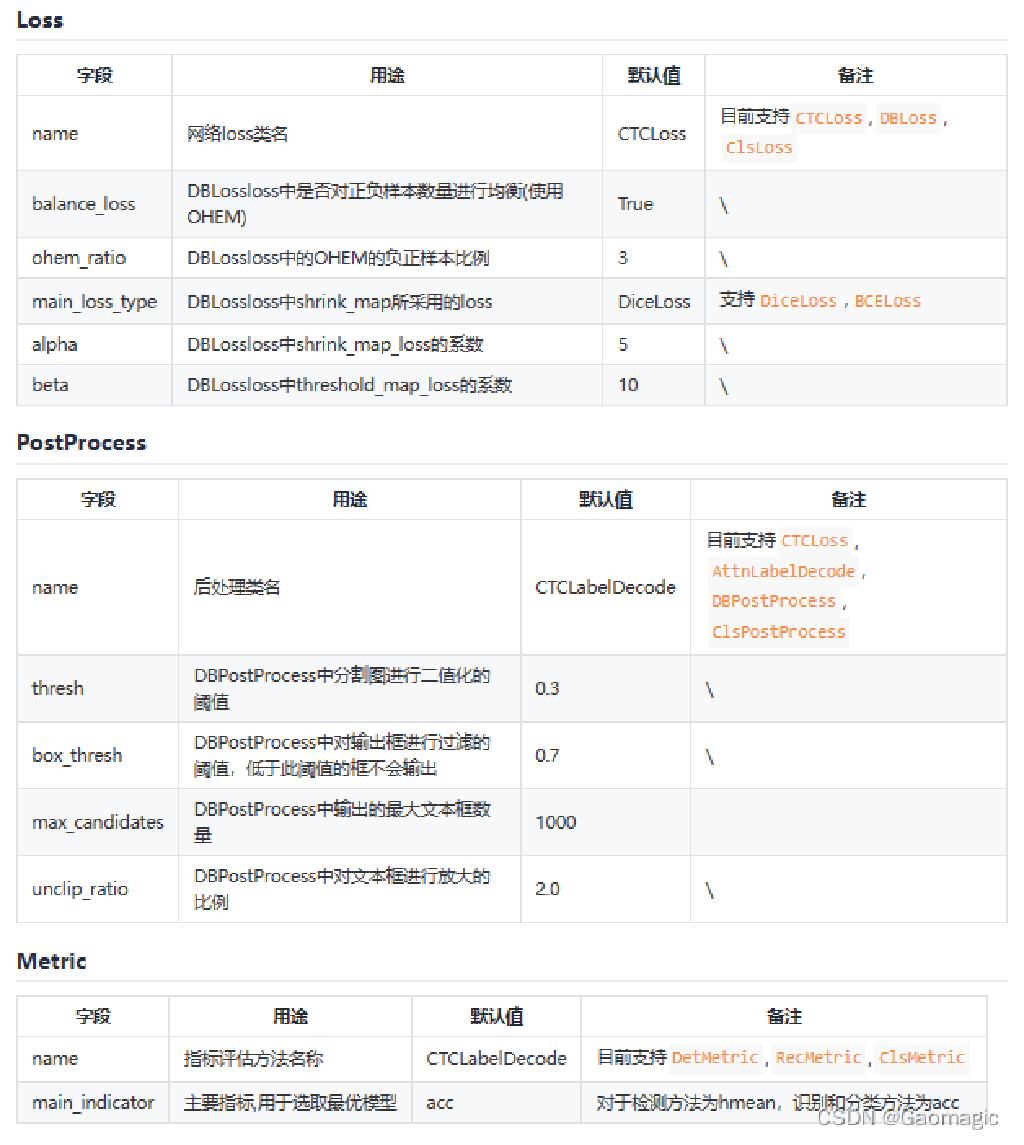 Loss
字段 用途 默认值 备注
name 网络loss类名 CTCLoss 目前支持 CTCLoss , DBLoss ,
ClsLoss
balance_loss DBLossloss中是否对正负样本数量进行均衡(使用
OHEM) True \
ohem_ratio DBLossloss中的OHEM的负正样本比例 3 \
main_loss_type DBLossloss中shrink_map所采用的loss DiceLoss 支持 DiceLoss , BCELoss
alpha DBLossloss中shrink_map_loss的系数 5 \
beta DBLossloss中threshold_map_loss的系数 10 \
PostProcess
字段 用途 默认值 备注
name 后处理类名 CTCLabelDecode 目前支持 CTCLoss ,
AttnLabelDecode ,
DBPostProcess ,
ClsPostProcess
thresh DBPostProcess中分割图进行二值化的
阈值 0.3 \
box_thresh DBPostProcess中对输出框进行过滤的
阈值，低于此阈值的框不会输出 0.7 \
max_candidates DBPostProcess中输出的最大文本框数
量 1000
unclip_ratio DBPostProcess中对文本框进行放大的
比例 2.0 \
Metric
字段 用途 默认值 备注
name 指标评估方法名称 CTCLabelDecode 目前支持 DetMetric , RecMetric , ClsMetric
main_indicator 主要指标,用于选取最优模型 acc 对于检测方法为hmean，识别和分类方法为acc
CSDN @Gaomagic